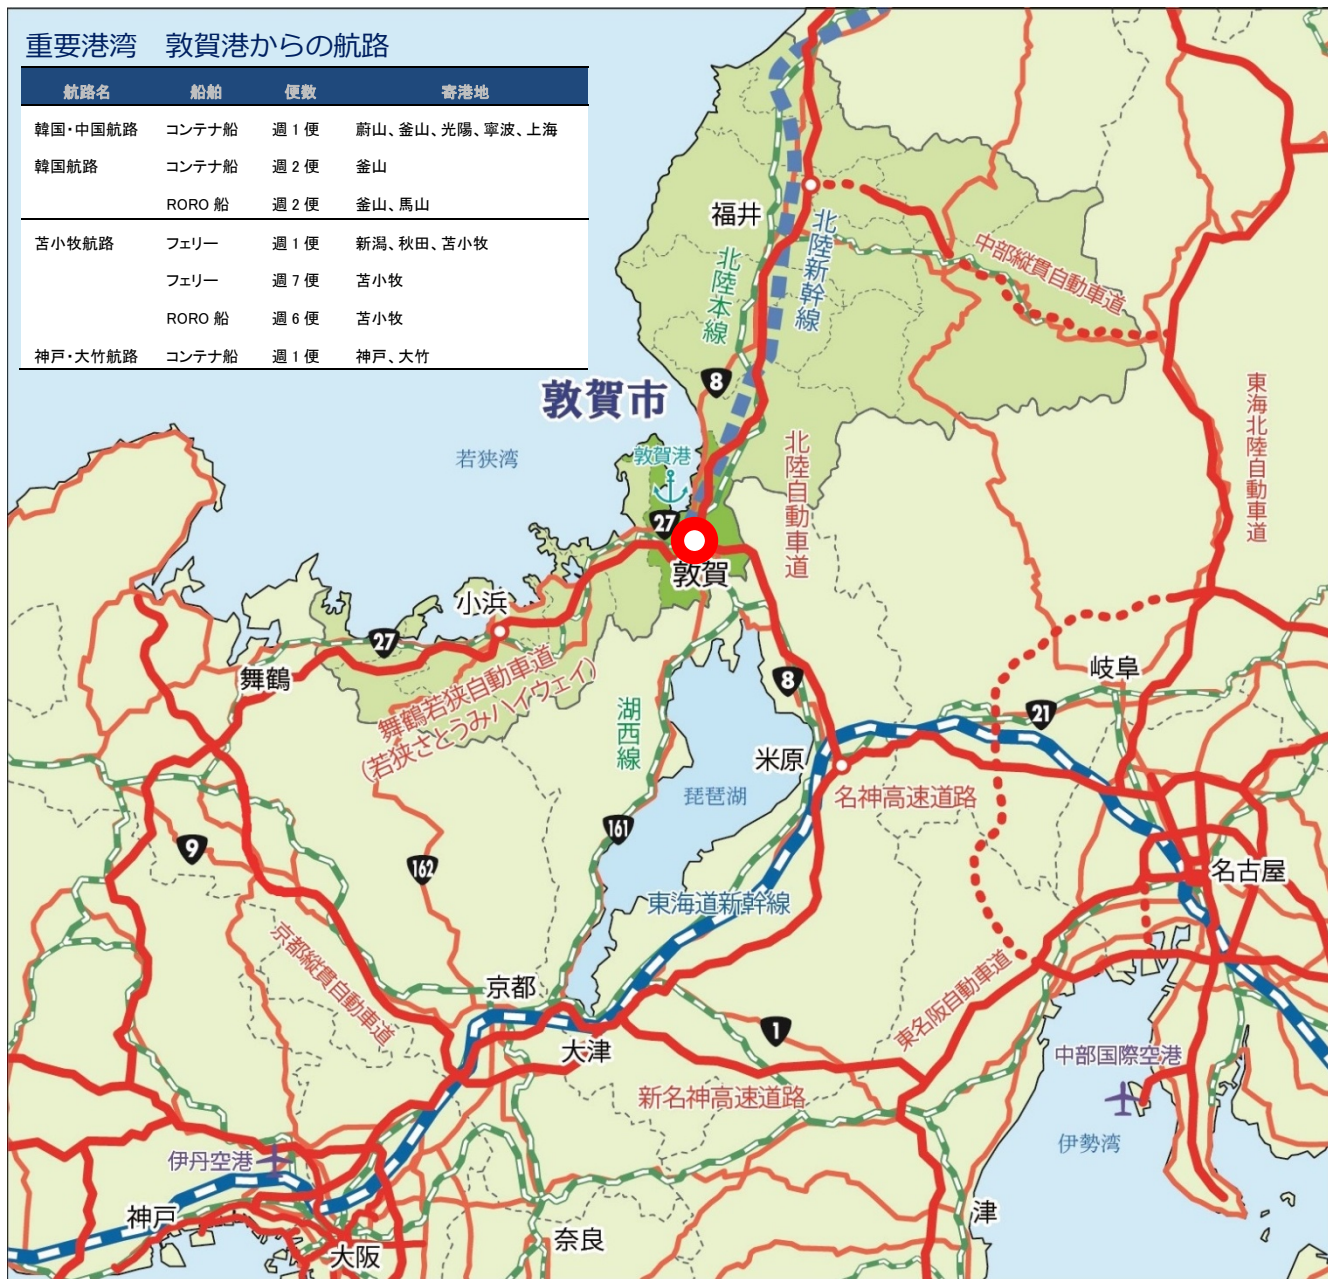 重要港湾　敦賀港からの航路
航路名　船舶　便数　寄港地
韓国・中国航路　コンテナ船　週1便　蔚山、釜山、光陽、寧波、上海
韓国航路　コンテナ船　週2便　釜山
RORO船　週2便　釜山、馬山
苫小牧航路　フェリー　週1便　新潟、秋田、苫小牧
フェリー　週7便　苫小牧
RORO船　週6便　苫小牧
神戸・大竹航路　コンテナ船　週1便　神戸、大竹
福井
北陸新幹線
北陸本線
中部縦貫自動車道
8
敦賀市
東海北陸自動車道
若狭湾
敦賀港
北陸自動車道
27
敦賀
小浜
27
舞鶴
舞鶴若狭自動車道
(若狭さとうみハイウェイ)
湖西線
8
岐阜
21
米原
琵琶湖
名神高速道路
161
9
162
名古屋
東海道新幹線
京都縦貫自動車道
京都
東名阪自動車道
1
大津
中部国際空港
新名神高速道路
伊勢湾
伊丹空港
神戸
津
奈良
大阪